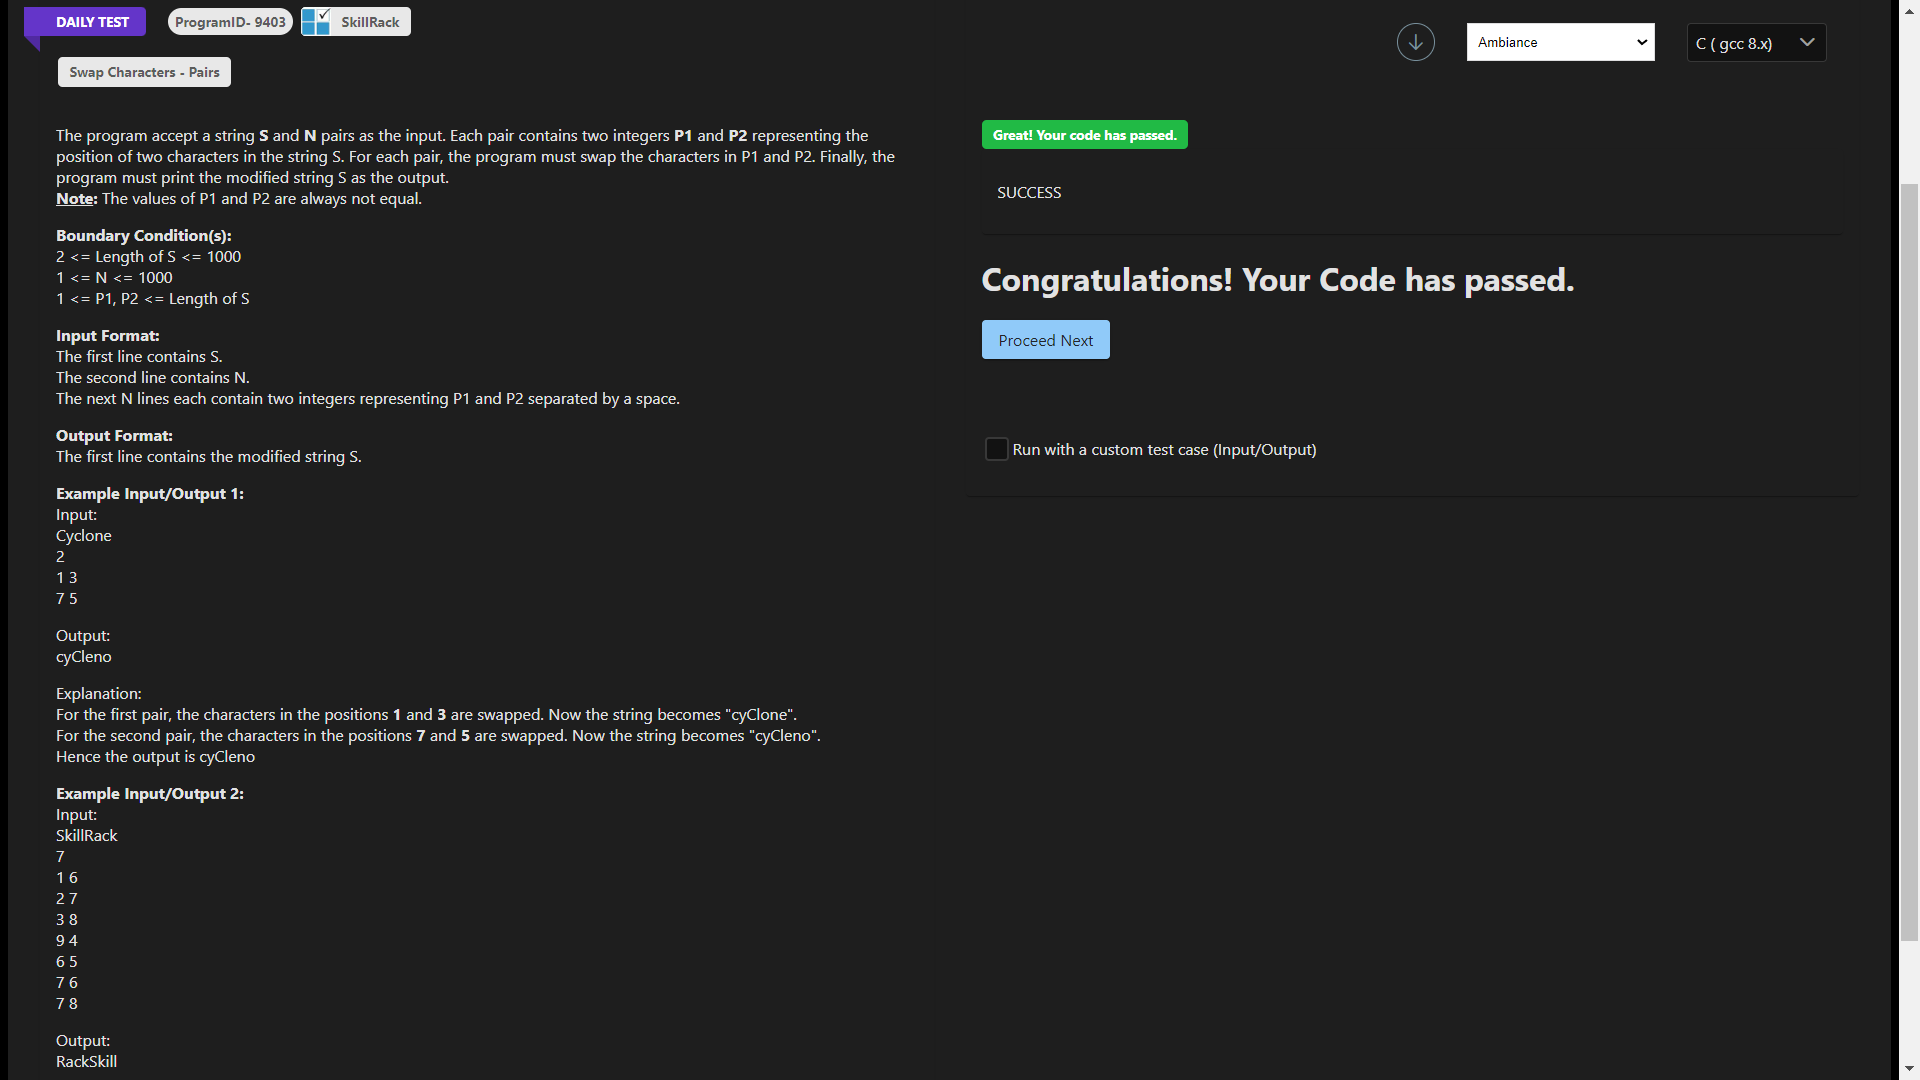 DAILY TEST
ProgramID- 9403
SkillRack
Ambiance
C ( gcc 8.x)
Swap Characters - Pairs
The program accept a string S and N pairs as the input. Each pair contains two integers P1 and P2 representing the
position of two characters in the string S. For each pair, the program must swap the characters in P1 and P2. Finally, the
program must print the modified string S as the output.
Note: The values of P1 and P2 are always not equal.
Boundary Condition(s):
2 <= Length of S <= 1000
1 <= N <= 1000
1 <= P1, P2 <= Length of S
Input Format:
The first line contains S.
The second line contains N.
The next N lines each contain two integers representing P1 and P2 separated by a space.
Output Format:
The first line contains the modified string S.
Example Input/Output 1:
Input:
Cyclone
2
1 3
7 5
Output:
cyCleno
Explanation:
For the first pair, the characters in the positions 1 and 3 are swapped. Now the string becomes "cyClone".
For the second pair, the characters in the positions 7 and 5 are swapped. Now the string becomes "cyCleno".
Hence the output is cyCleno
Example Input/Output 2:
Input:
SkillRack
7
1 6
2 7
3 8
9 4
6 5
7 6
7 8
Output:
RackSkill
Great! Your code has passed.
SUCCESS
Congratulations! Your Code has passed.
Proceed Next
Run with a custom test case (Input/Output)